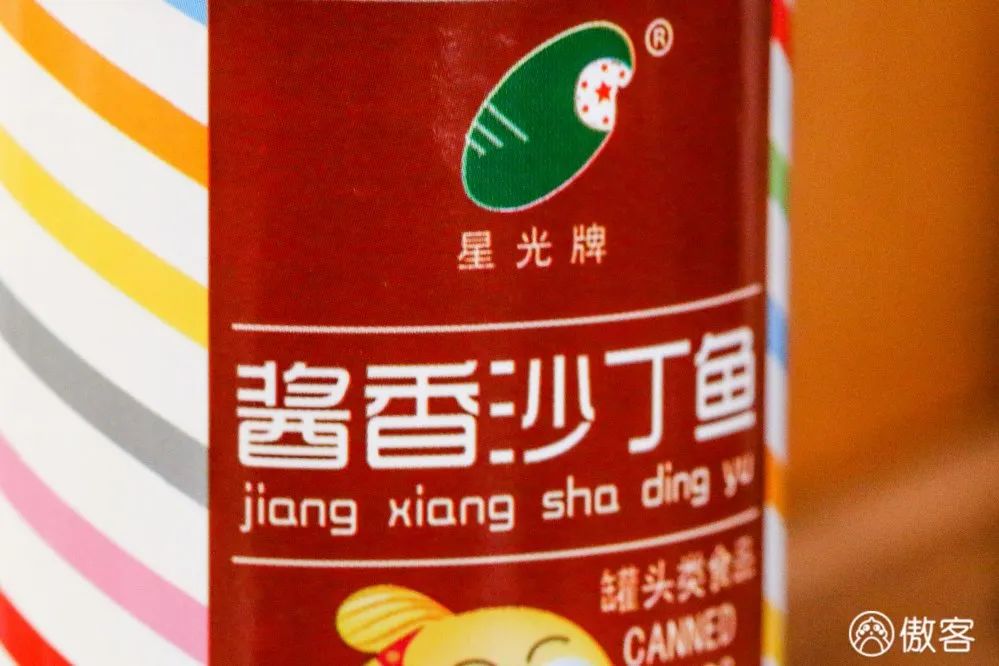 ®
星光牌
酱香沙丁鱼
jiang xiang sha ding yu
罐头类食品
CANNED
傲客